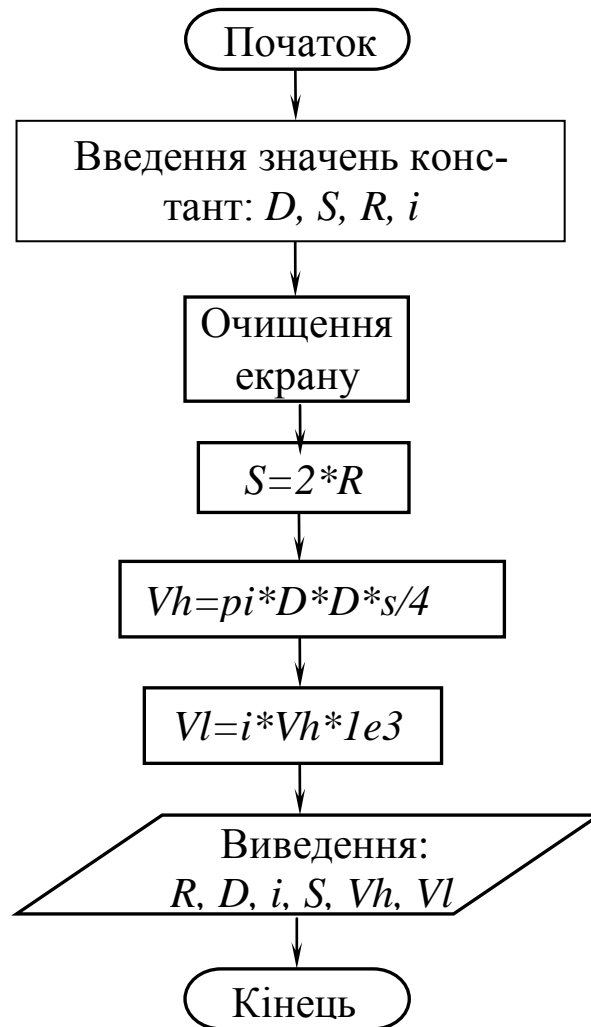 Початок
Введення значень конс-
тант: D, S, R, i
Очищення
екрану
S=2*R
Vh=pi*D*D*s/4
Vl=i*Vh*1e3
Виведення:
R, D, i, S, Vh, Vl
Кінець